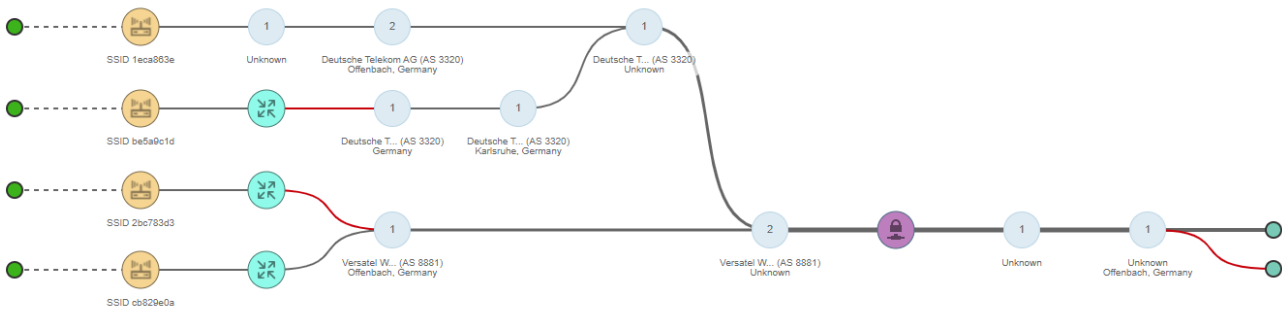 1
2
1
SSID 1eca863e
Unknown
Deutsche Telekom AG (AS 3320)
Offenbach, Germany
Deutsche T... (AS 3320)
Unknown
1
1
SSID be5a9c1d
Deutsche T... (AS 3320)
Germany
Deutsche T... (AS 3320)
Karlsruhe, Germany
SSID 2bc783d3
1
2
1
1
Versatel W... (AS 8881)
Offenbach, Germany
Versatel W... (AS 8881)
Unknown
Unknown
Unknown
Offenbach, Germany
SSID cb829e0a